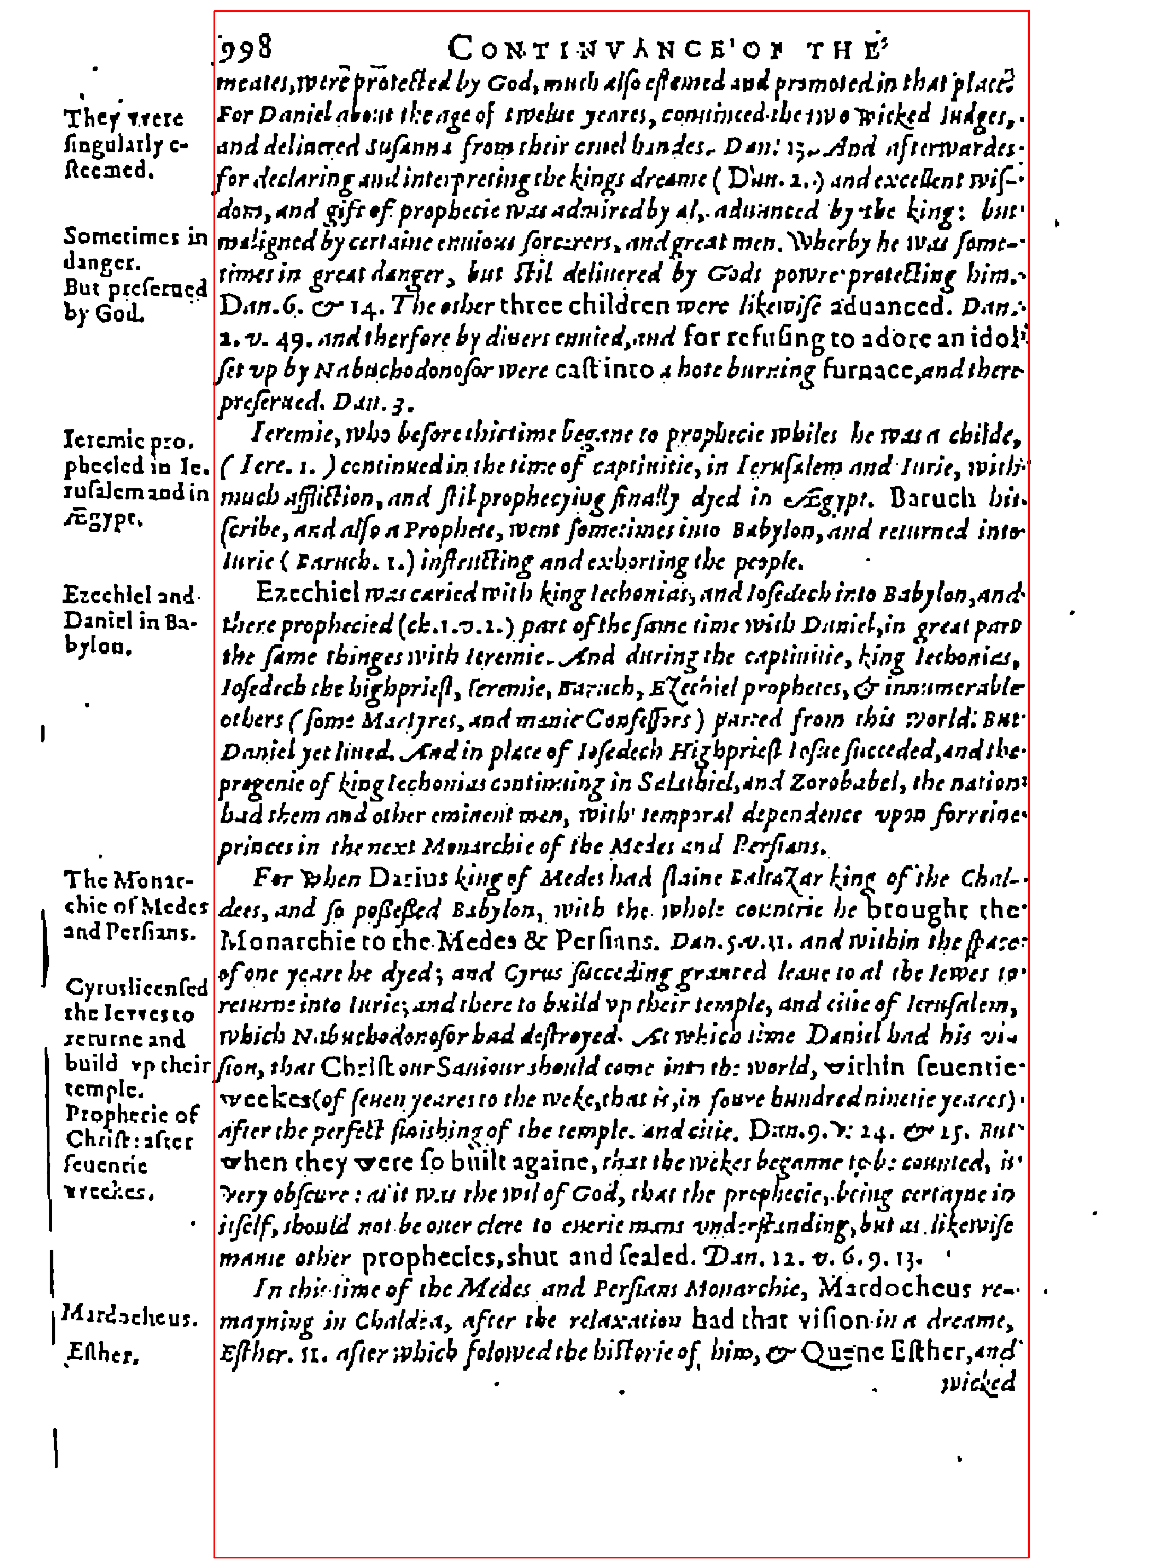 998 CONTINVANCE OF THE
meates, were protected by God, much also estemed and promoted in that place.
For Daniel about the age of twelue yeares, conuinced the two wicked Iudges,
and deliuered Susanna from their cruel handes. Dan. 13. And afterwardes
for declaring and interpreting the kings dreame (Dan. 2.) and excellent wis-
dom, and gift of prophecie was admired by al, aduanced by the king: but
maligned by certaine enuious sorcerers, and great men. Wherby he was some-
times in great danger, but stil deliuered by Gods powre protecting him.
Dan. 6. & 14. The other three children were likewise aduanced. Dan.
2. v. 49. and therfore by diuers enuied, and for refusing to adore an idol
set vp by Nabuchodonosor were cast into a hote burning furnace, and there
preserued. Dan. 3.
Ieremie, who before this time began to prophecie whiles he was a childe,
(Iere. 1.) continued in the time of captiuitie, in Ierusalem and Iurie, with
much affliction, and stil prophecying finally dyed in Ægypt. Baruch his
scribe, and also a Prophete, went sometimes into Babylon, and returned into
Iurie (Baruch. 1.) instructing and exhorting the people.
Ezechiel was caried with king Iechonias, and Iosedech into Babylon, and
there prophecied (ch. 1. v. 2.) part of the same time with Daniel, in great part
the same thinges with Ieremie. And during the captiuitie, king Iechonias,
Iosedech the highpriest, Ieremie, Baruch, Ezechiel prophetes, & innumerable
others (some Martyres, and manie Confessors) parted from this world: But
Daniel yet liued. And in place of Iosedech Highpriest Iosue succeded, and the
progenie of king Iechonias continuing in Salathiel, and Zorobabel, the nation
had them and other eminent men, with temporal dependence vpon forreine
princes in the next Monarchie of the Medes and Persians.
For when Darius king of Medes had slaine Baltazar king of the Chal-
dees, and so possessed Babylon, with the whole countrie he brought the
Monarchie to the Medes & Persians. Dan. 5. v. 31. and within the space
of one yeare he dyed; and Cyrus succeding granted leaue to al the Iewes to
returne into Iurie; and there to build vp their temple, and citie of Ierusalem,
which Nabuchodonosor had destroyed. At which time Daniel had his vi-
sion, that Christ our Sauiour should come into the world, within seuentie
weekes (of seuen yeares to the weke, that is, in foure hundred ninetie yeares)
after the perfect finishing of the temple. and citie. Dan. 9. v. 24. & 25. But
when they were so built againe, that the wekes beganne to be counted, is
very obscure: as it was the wil of God, that the prophecie, being certayne in
itself, should not be ouer clere to euerie mans vnderstanding, but as likewise
manie other prophecies, shut and sealed. Dan. 12. v. 6. 9. 13.
In this time of the Medes and Persians Monarchie, Mardocheus re-
mayning in Chaldea, after the relaxation had that vision in a dreame,
Esther. 11. after which folowed the historie of him, & Quene Esther, and
wicked
They were
singularly e-
steemed.
Sometimes in
danger.
But preserued
by God.
Ieremie pro-
phecied in Ie-
rusalem and in
Ægypt.
Ezechiel and
Daniel in Ba-
bylon.
The Monar-
chie of Medes
and Persians.
Cyrus licensed
the Iewes to
returne and
build vp their
temple.
Prophecie of
Christ: after
seuentie
weekes.
Mardocheus.
Esther.